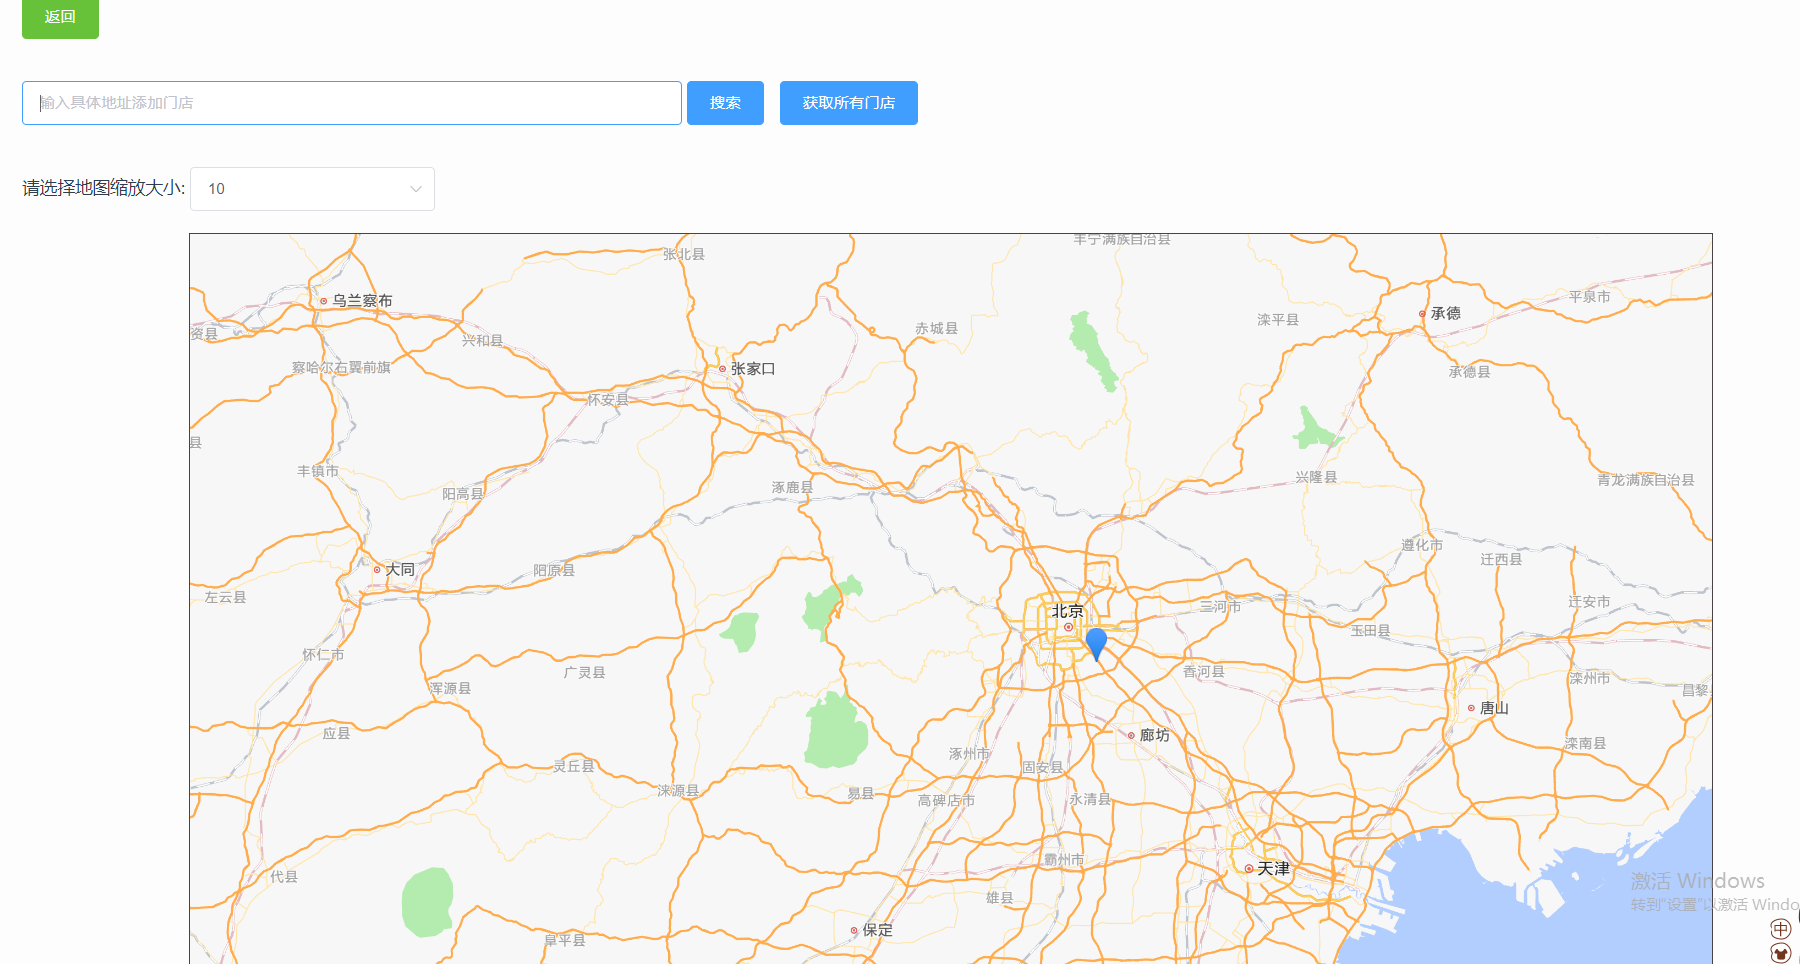 返回
输入具体地址添加门店
搜索
获取所有门店
请选择地图缩放大小:
10
丰宁满族自治县
张北县
平泉市
乌兰察布
承德
滦平县
赤城县
资县
兴和县
察哈尔右翼前旗
张家口
承德县
怀安县
县
丰镇市
兴隆县
青龙满族自治县
涿鹿县
阳高县
遵化市
迁西县
大同
阳原县
左云县
迁安市
三河市
北京
玉田县
怀仁市
广灵县
香河县
滦州市
浑源县
昌黎
唐山
应县
廊坊
滦南县
涿州市
灵丘县
固安县
涞源县
易县
高碑店市
永清县
霸州市
天津
代县
激活 Windows
雄县
转到"设置"以激活 Windo
保定
中
阜平县